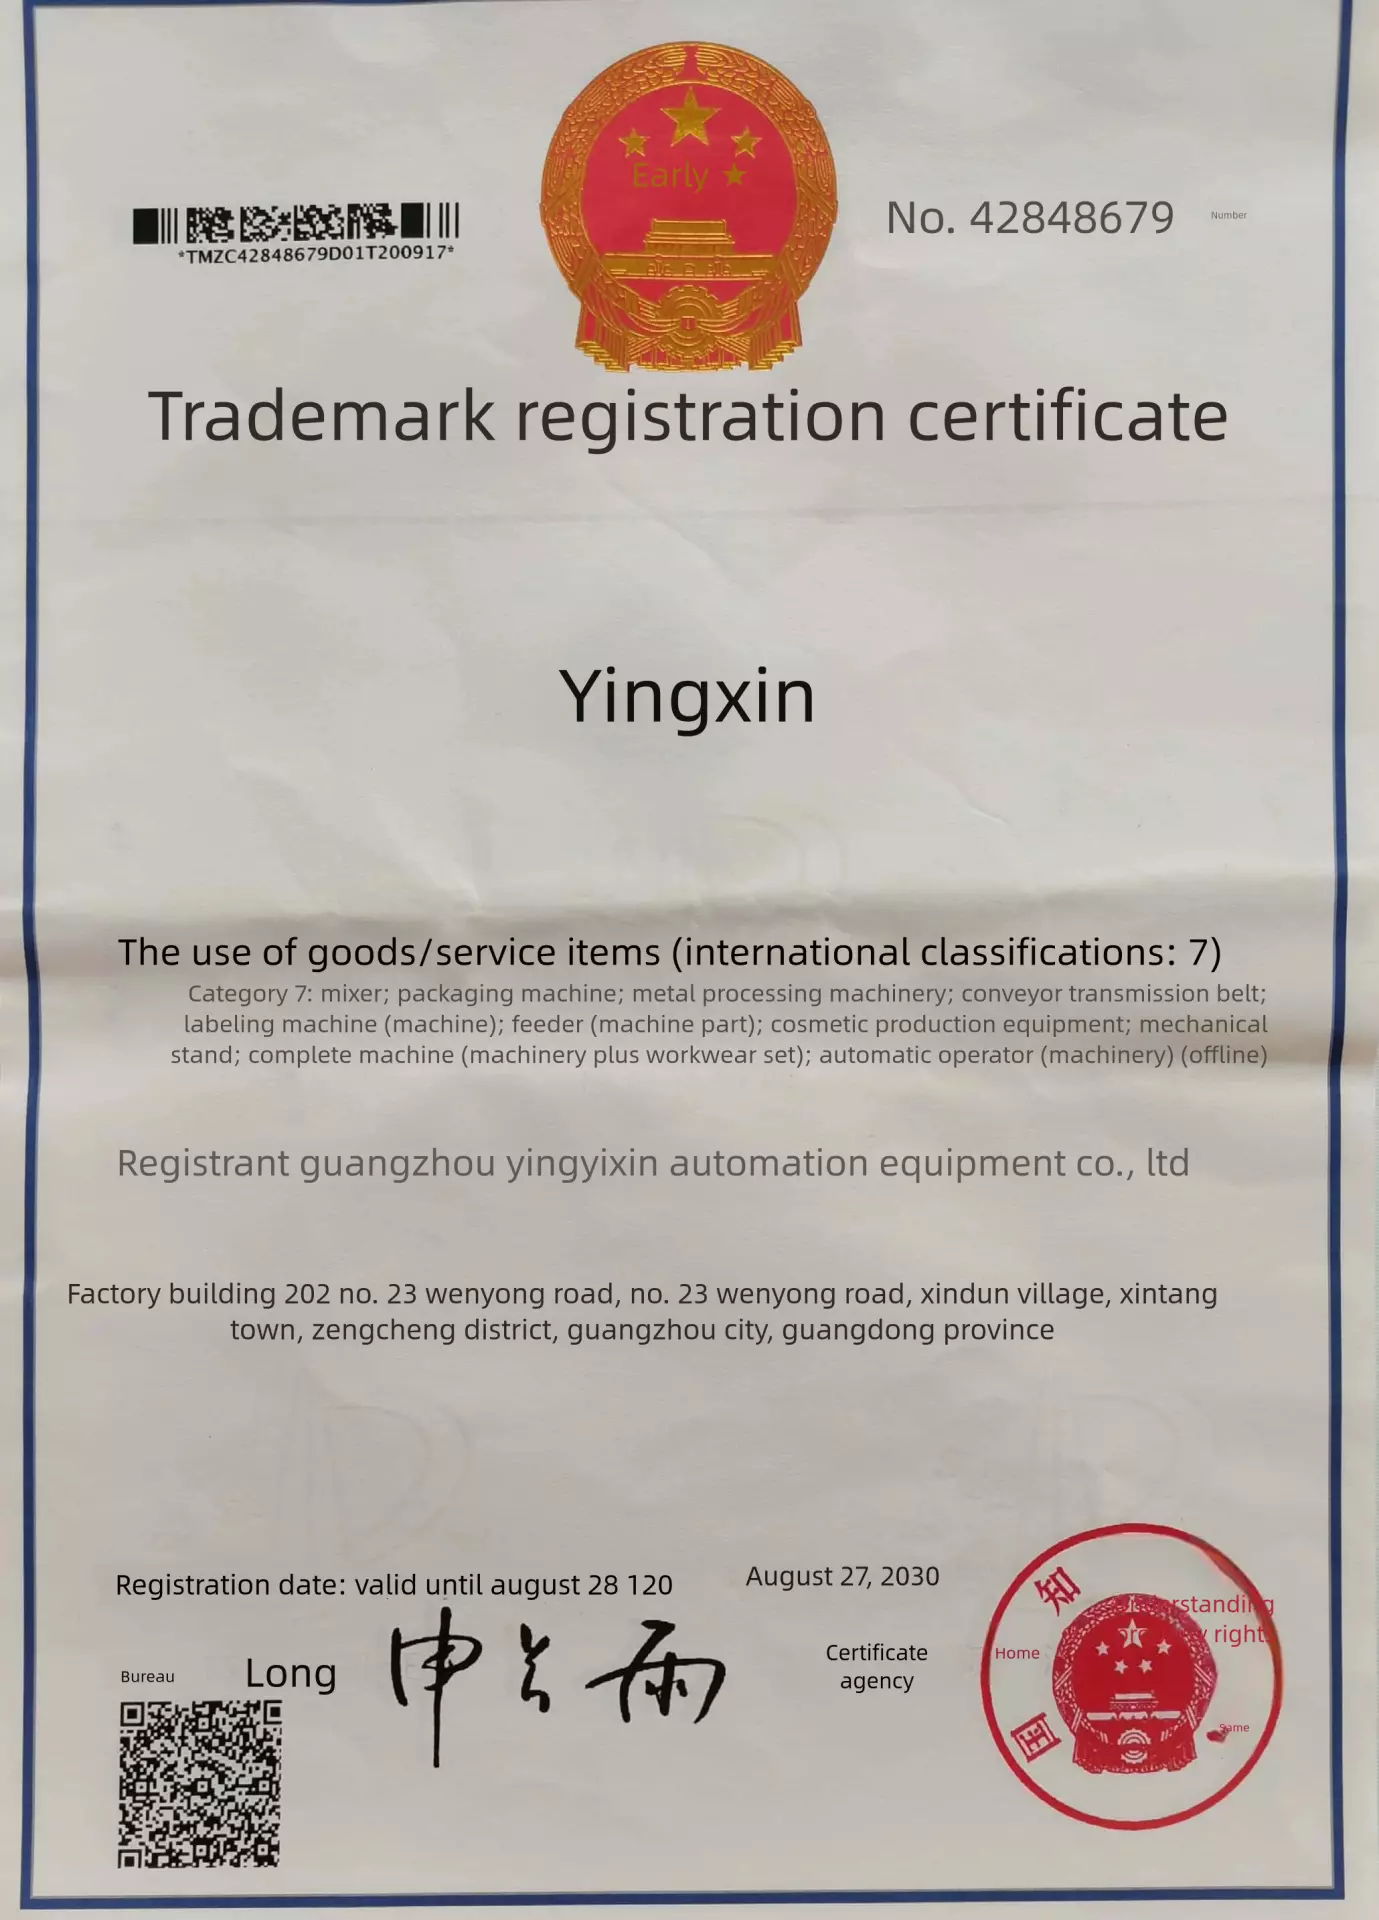 Early
No. 42848679
Number
*TMZC42848679D01T200917*
Trademark registration certificate
Yingxin
The use of goods/service items (international classifications: 7)
Category 7: mixer; packaging machine; metal processing machinery; conveyor transmission belt;
labeling machine (machine); feeder (machine part); cosmetic production equipment; mechanical
stand; complete machine (machinery plus workwear set); automatic operator (machinery) (offline)
Registrant guangzhou yingyixin automation equipment co., ltd
Factory building 202 no. 23 wenyong road, no. 23 wenyong road, xindun village, xintang
town, zengcheng district, guangzhou city, guangdong province
Registration date: valid until august 28 120
August 27, 2030
Bureau
Long
申长雨
Certificate
agency
知
Home
rights
国
Same